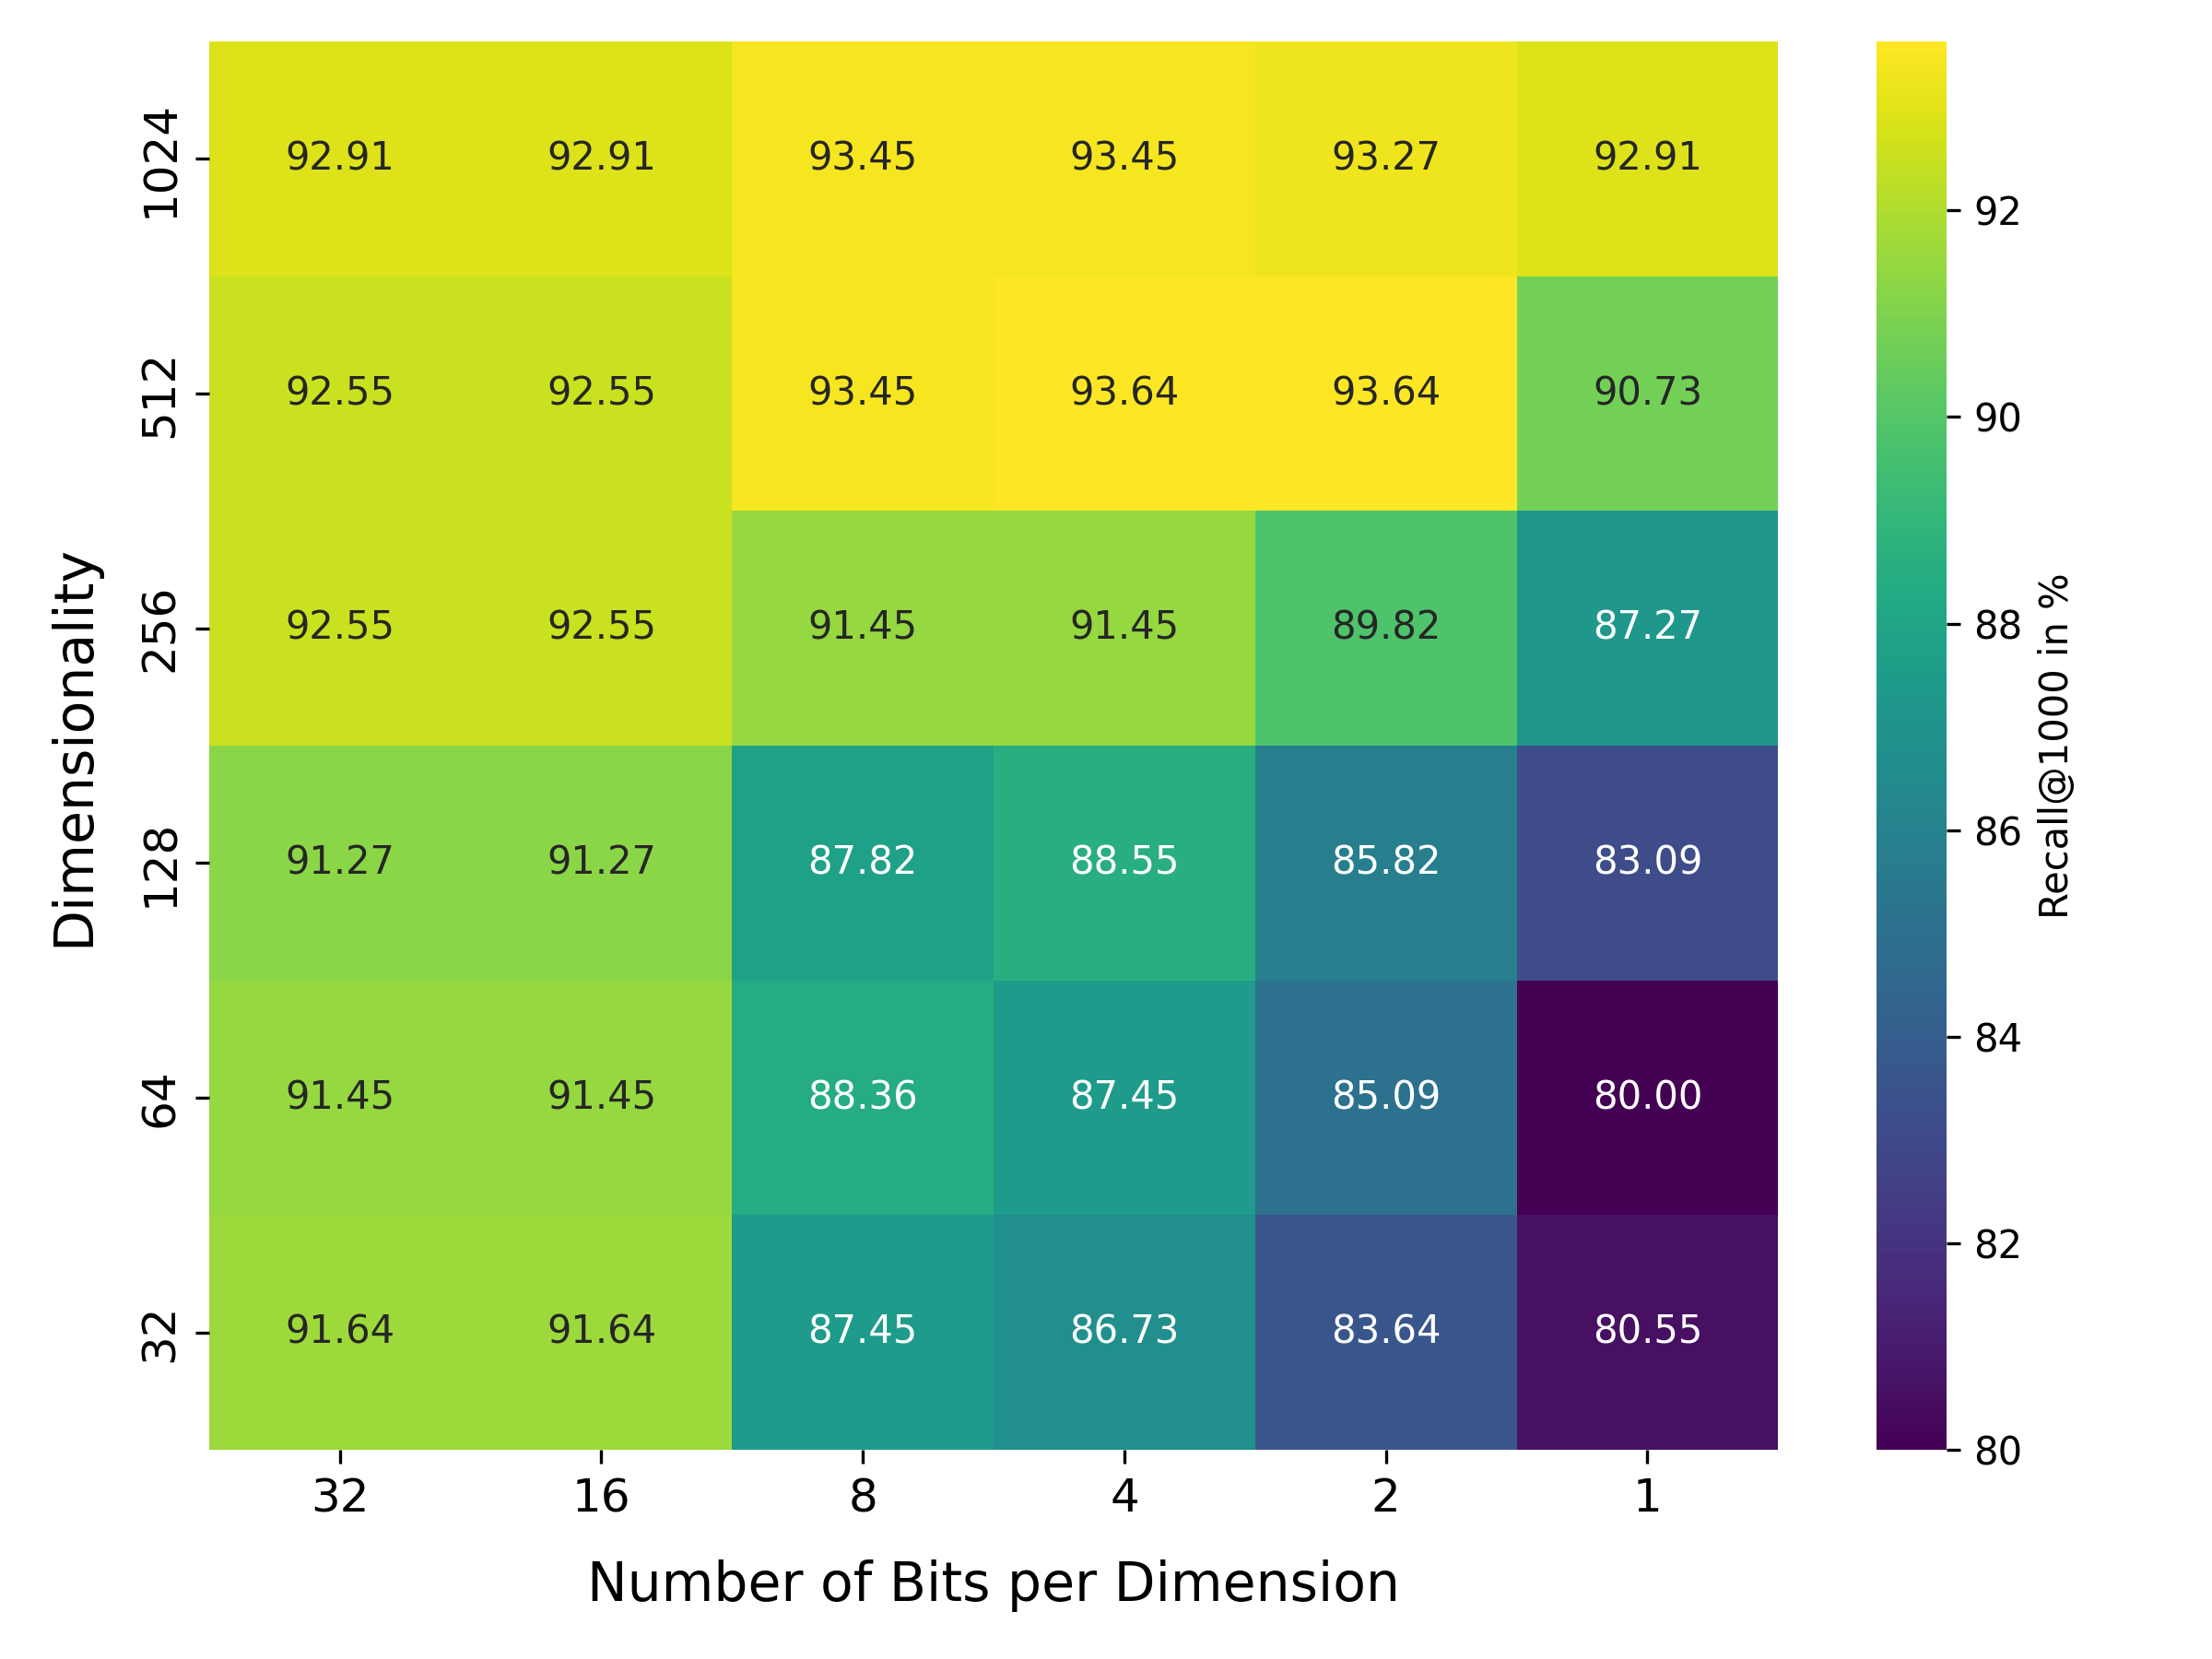 1024 92.91 92.91 93.45 93.45 93.27 92.91
512 92.55 92.55 93.45 93.64 93.64 90.73
256 92.55 92.55 91.45 91.45 89.82 87.27
128 91.27 91.27 87.82 88.55 85.82 83.09
64 91.45 91.45 88.36 87.45 85.09 80.00
32 91.64 91.64 87.45 86.73 83.64 80.55
32 16 8 4 2 1
Number of Bits per Dimension
Dimensionality
92
90
88
86
84
82
80
Recall@1000 in %